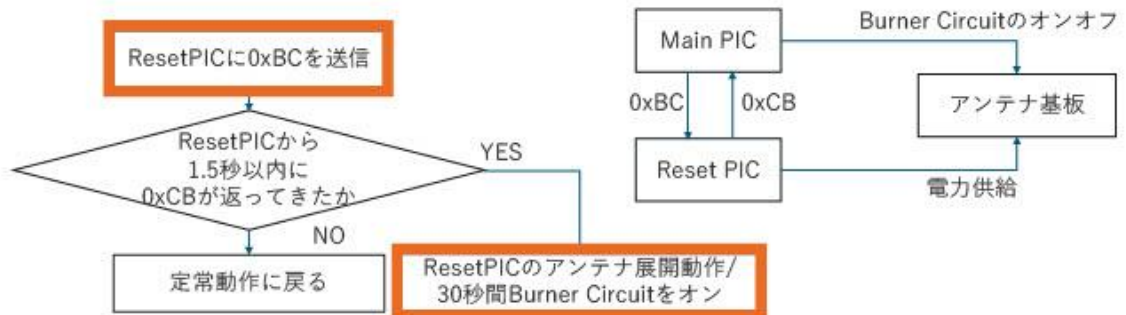 ResetPICに0xBCを送信
ResetPICから
1.5秒以内に
0xCBが返ってきたか
YES
NO
定常動作に戻る
ResetPICのアンテナ展開動作/
30秒間Burner Circuitをオン
Main PIC
Burner Circuitのオンオフ
0xBC
0xCB
アンテナ基板
Reset PIC
電力供給